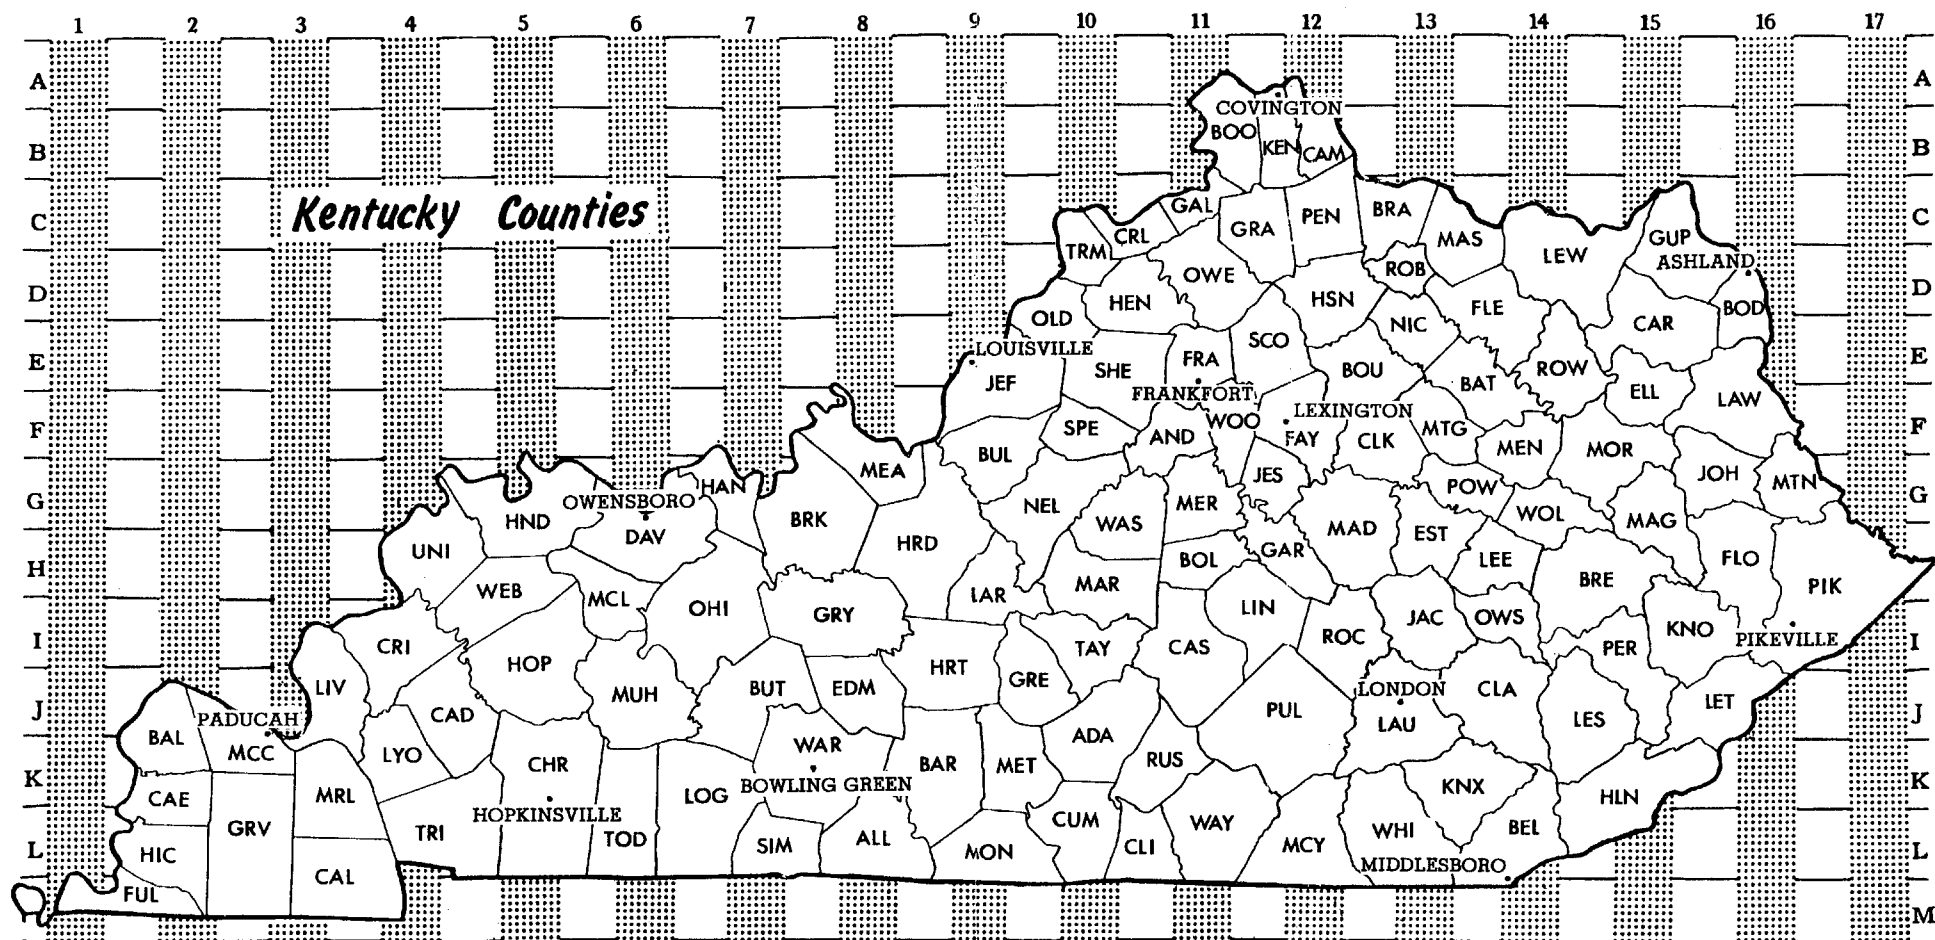 1 2 3 4 5 6 7 8 9 10 11 12 13 14 15 16 17
A A
COVINGTON
BOO KEN CAM
B B
Kentucky Counties
GAL GRA PEN BRA
C C
TRM CRL MAS GUP
OWE ROB LEW ASHLAND
D D
HEN HSN FLE BOD
OLD SCO NIC CAR
LOUISVILLE
E E
JEF SHE FRA BOU BAT ROW ELL LAW
FRANKFORT LEXINGTON
F F
SPE AND WOO FAY CLK MTG MEN MOR
BUL
MEA JES JOH MTN
G G
HAN
OWENSBORO
HND DAV BRK NEL WAS MER MAD POW WOL MAG
UNI HRD BOL GAR EST LEE FLO
H H
WEB MCL OHI GRY LAR MAR LIN BRE PIK
JAC OWS
I I
CRI HOP HRT TAY CAS ROC PER KNO PIKEVILLE
LIV MUH BUT EDM GRE LONDON CLA LET
J J
PADUCAH CAD PUL LAU LES
BAL MCC LYO WAR ADA
CHR BAR MET RUS
K K
CAE MRL LOG BOWLING GREEN KNX HLN
HOPKINSVILLE
GRV TRI TOD CUM WAY WHI BEL
L L
HIC SIM ALL MON CLI MCY
MIDDLESBORO
FUL CAL
M